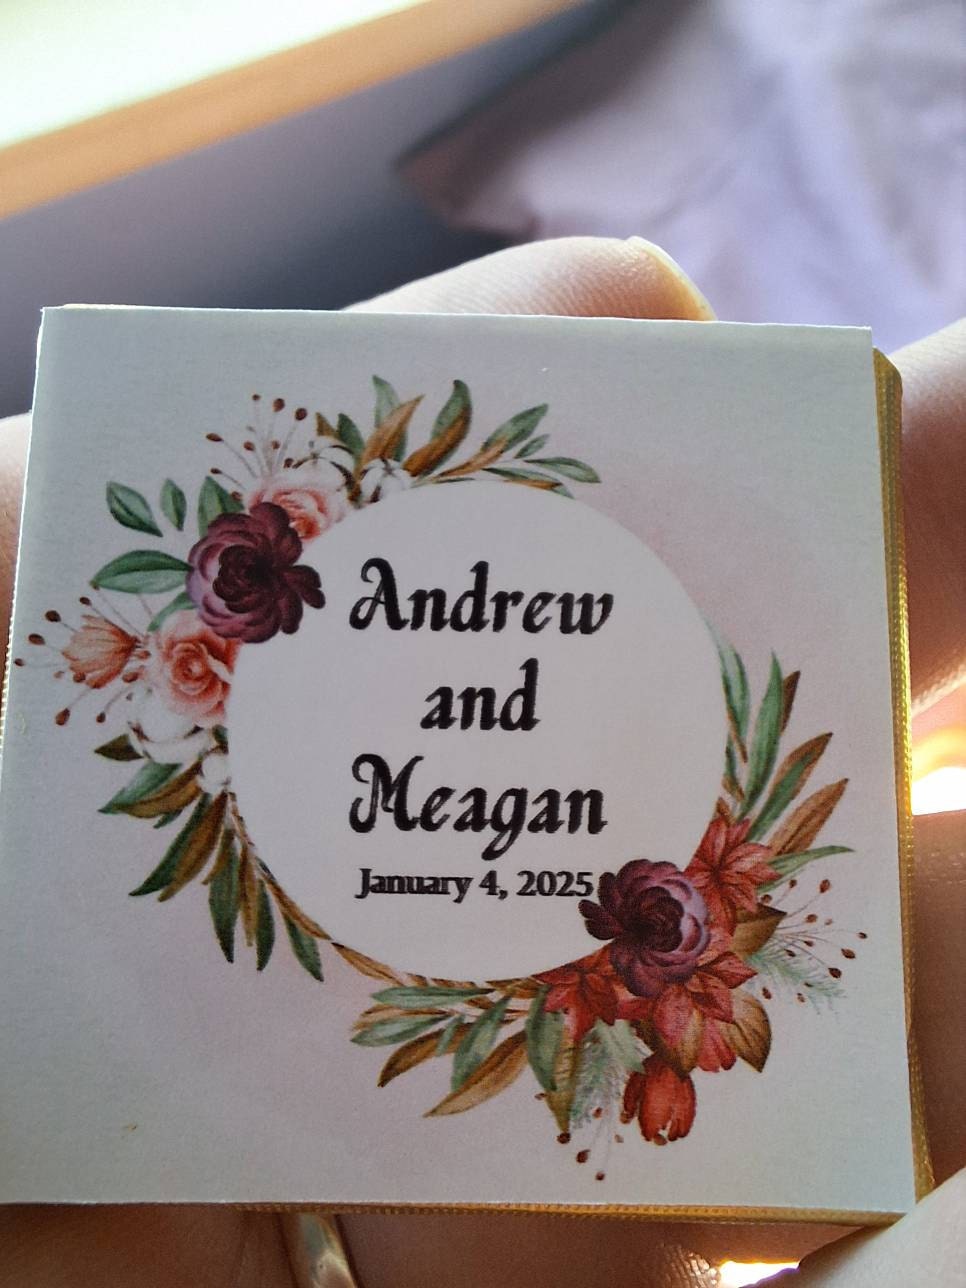 Andrew
and
Meagan
January 4, 2025